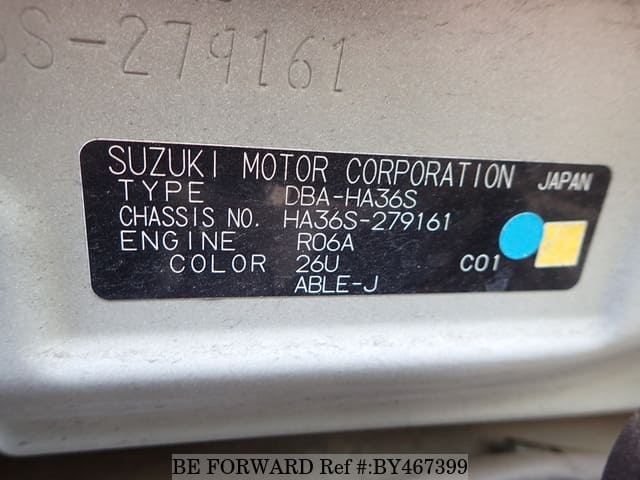 S-279161
SUZUKI MOTOR CORPORATION JAPAN
TYPE DBA-HA36S
CHASSIS NO. HA36S-279161
ENGINE R06A
COLOR 26U C01
ABLE-J
BE FORWARD Ref #:BY467399